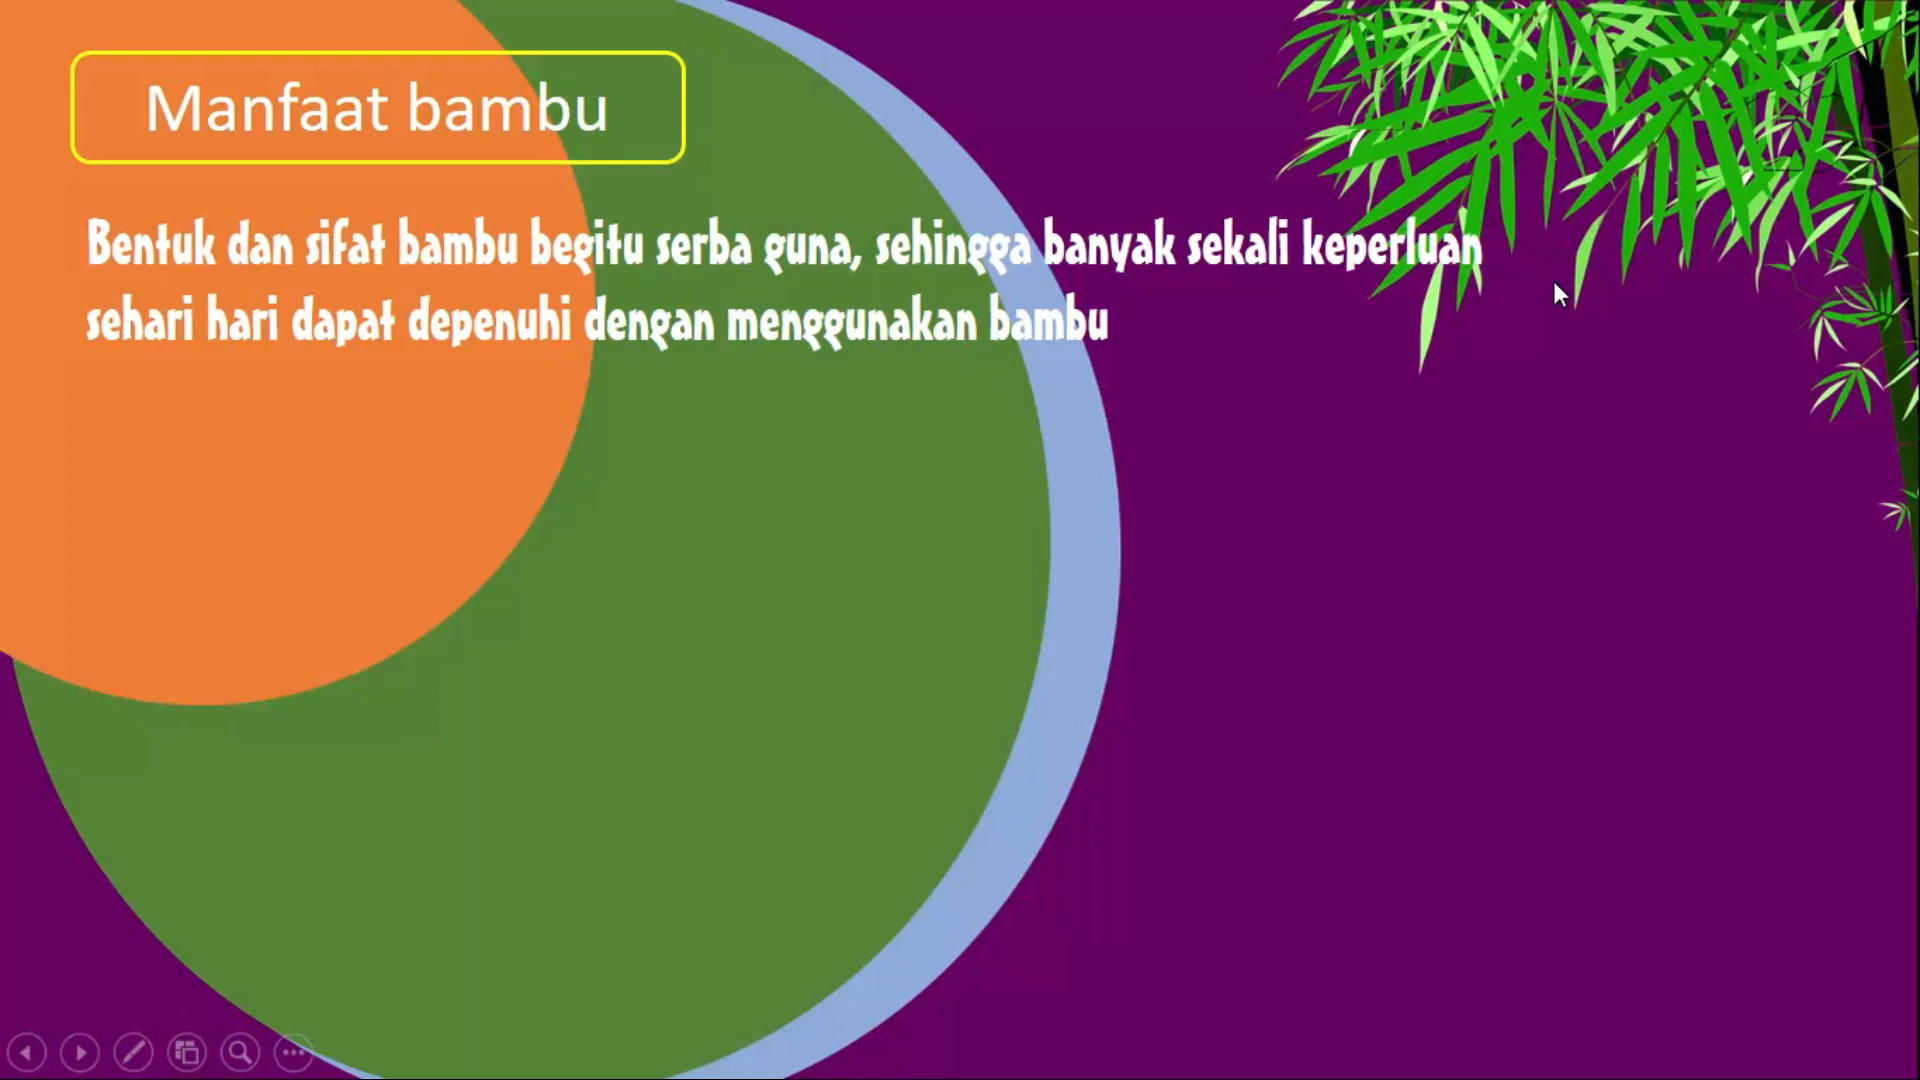 Manfaat bambu
Bentuk dan sifat bambu begitu serba guna, sehingga banyak sekali keperluan
sehari hari dapat depenuhi dengan menggunakan bambu